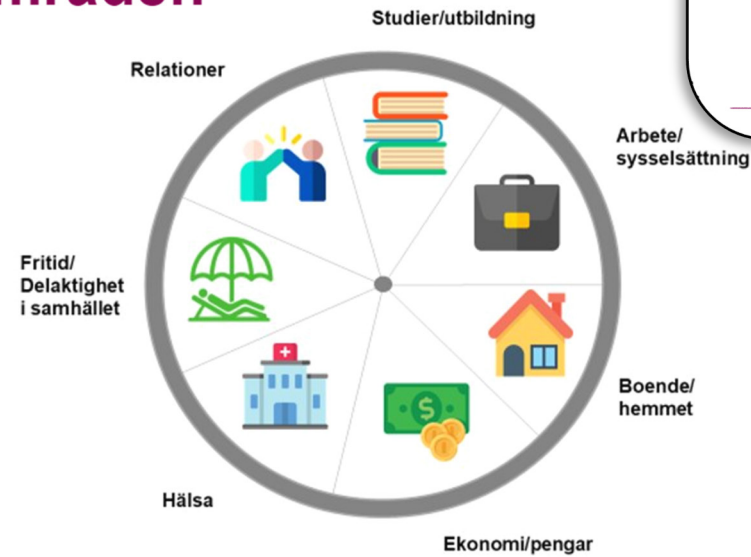 Studier/utbildning
Relationer
Arbete/
sysselsättning
Fritid/
Delaktighet
i samhället
Boende/
hemmet
Hälsa
Ekonomi/pengar